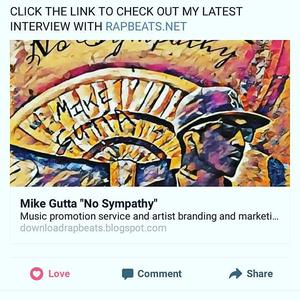 CLICK THE LINK TO CHECK OUT MY LATEST
INTERVIEW WITH RAPBEATS.NET
No Sympathy
MIKE
GUTTA
Mike Gutta "No Sympathy"
Music promotion service and artist branding and marketi...
downloadrapbeats.blogspot.com
Love Comment Share